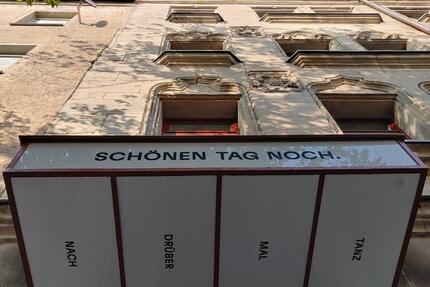 SCHÖNEN TAG NOCH.
NACH
DRÜBER
MAL
TANZ